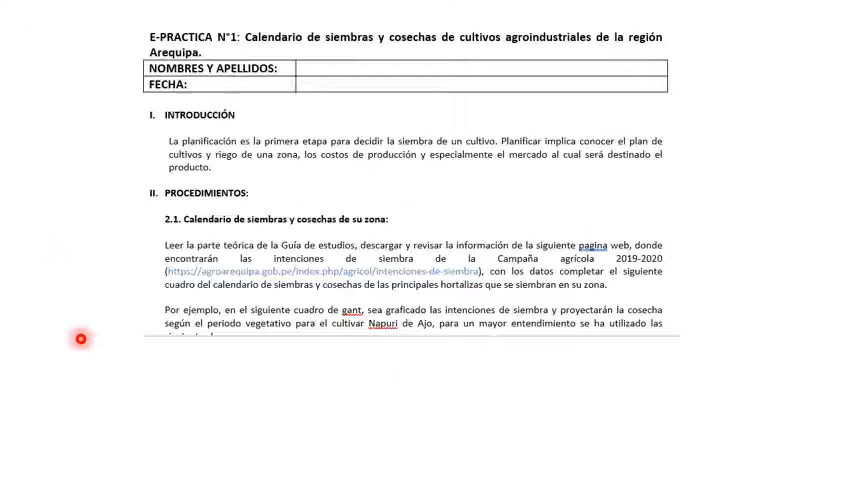 E-PRACTICA N°1: Calendario de siembras y cosechas de cultivos agroindustriales de la región
Arequipa.
NOMBRES Y APELLIDOS:
FECHA:
I. INTRODUCCIÓN
La planificación es la primera etapa para decidir la siembra de un cultivo. Planificar implica conocer el plan de
cultivos y riego de una zona, los costos de producción y especialmente el mercado al cual será destinado el
producto.
II. PROCEDIMIENTOS:
2.1. Calendario de siembras y cosechas de su zona:
Leer la parte teórica de la Guía de estudios, descargar y revisar la información de la siguiente pagina web, donde
encontrarán las intenciones de siembra de la Campaña agrícola 2019-2020
(https://agroarequipa.gob.pe/index.php/agricol/intenciones-de-siembra), con los datos completar el siguiente
cuadro del calendario de siembras y cosechas de las principales hortalizas que se siembran en su zona.
Por ejemplo, en el siguiente cuadro de gant, sea graficado las intenciones de siembra y proyectarán la cosecha
según el periodo vegetativo para el cultivar Napuri de Ajo, para un mayor entendimiento se ha utilizado las